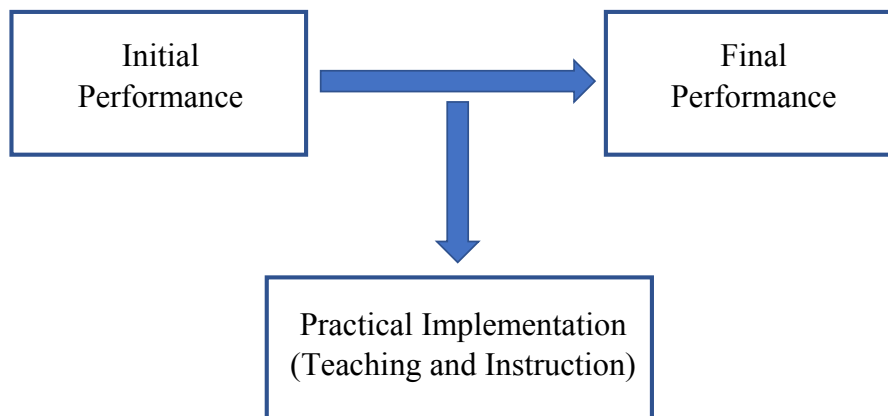 Initial
Performance
Final
Performance
Practical Implementation
(Teaching and Instruction)